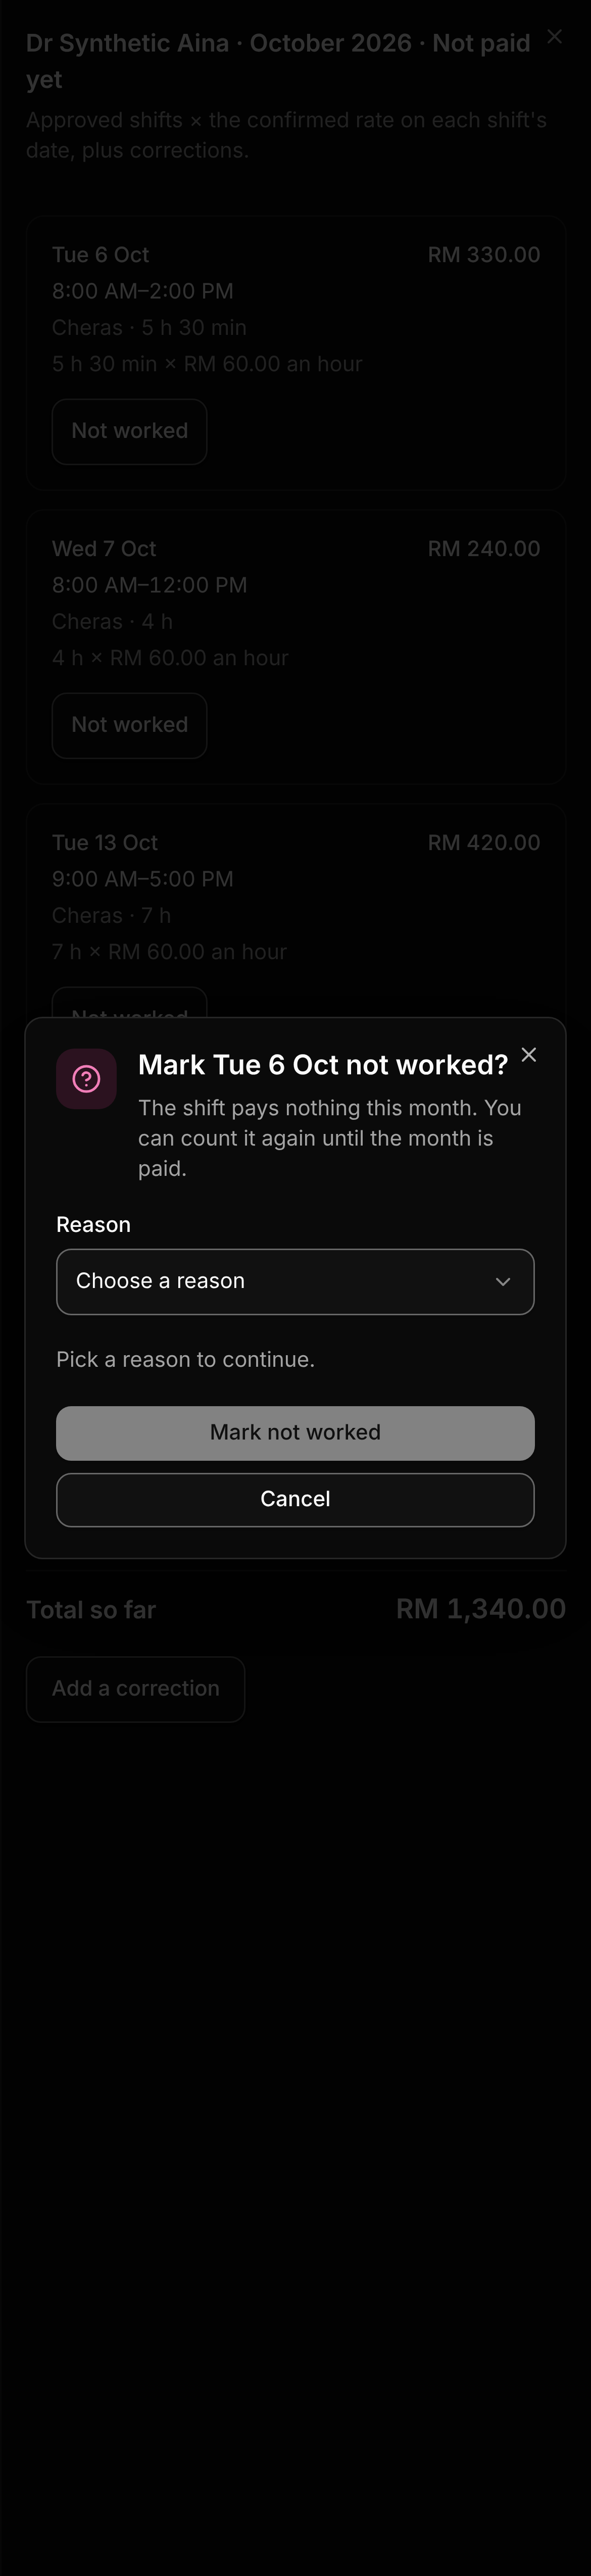 Dr Synthetic Aina · October 2026 · Not paid
yet
Approved shifts × the confirmed rate on each shift's
date, plus corrections.
Tue 6 Oct RM 330.00
8:00 AM–2:00 PM
Cheras · 5 h 30 min
5 h 30 min × RM 60.00 an hour
Not worked
Wed 7 Oct RM 240.00
8:00 AM–12:00 PM
Cheras · 4 h
4 h × RM 60.00 an hour
Not worked
Tue 13 Oct RM 420.00
9:00 AM–5:00 PM
Cheras · 7 h
7 h × RM 60.00 an hour
Not worked
Mark Tue 6 Oct not worked?
The shift pays nothing this month. You
can count it again until the month is
paid.
Reason
Choose a reason
Pick a reason to continue.
Mark not worked
Cancel
Total so far RM 1,340.00
Add a correction